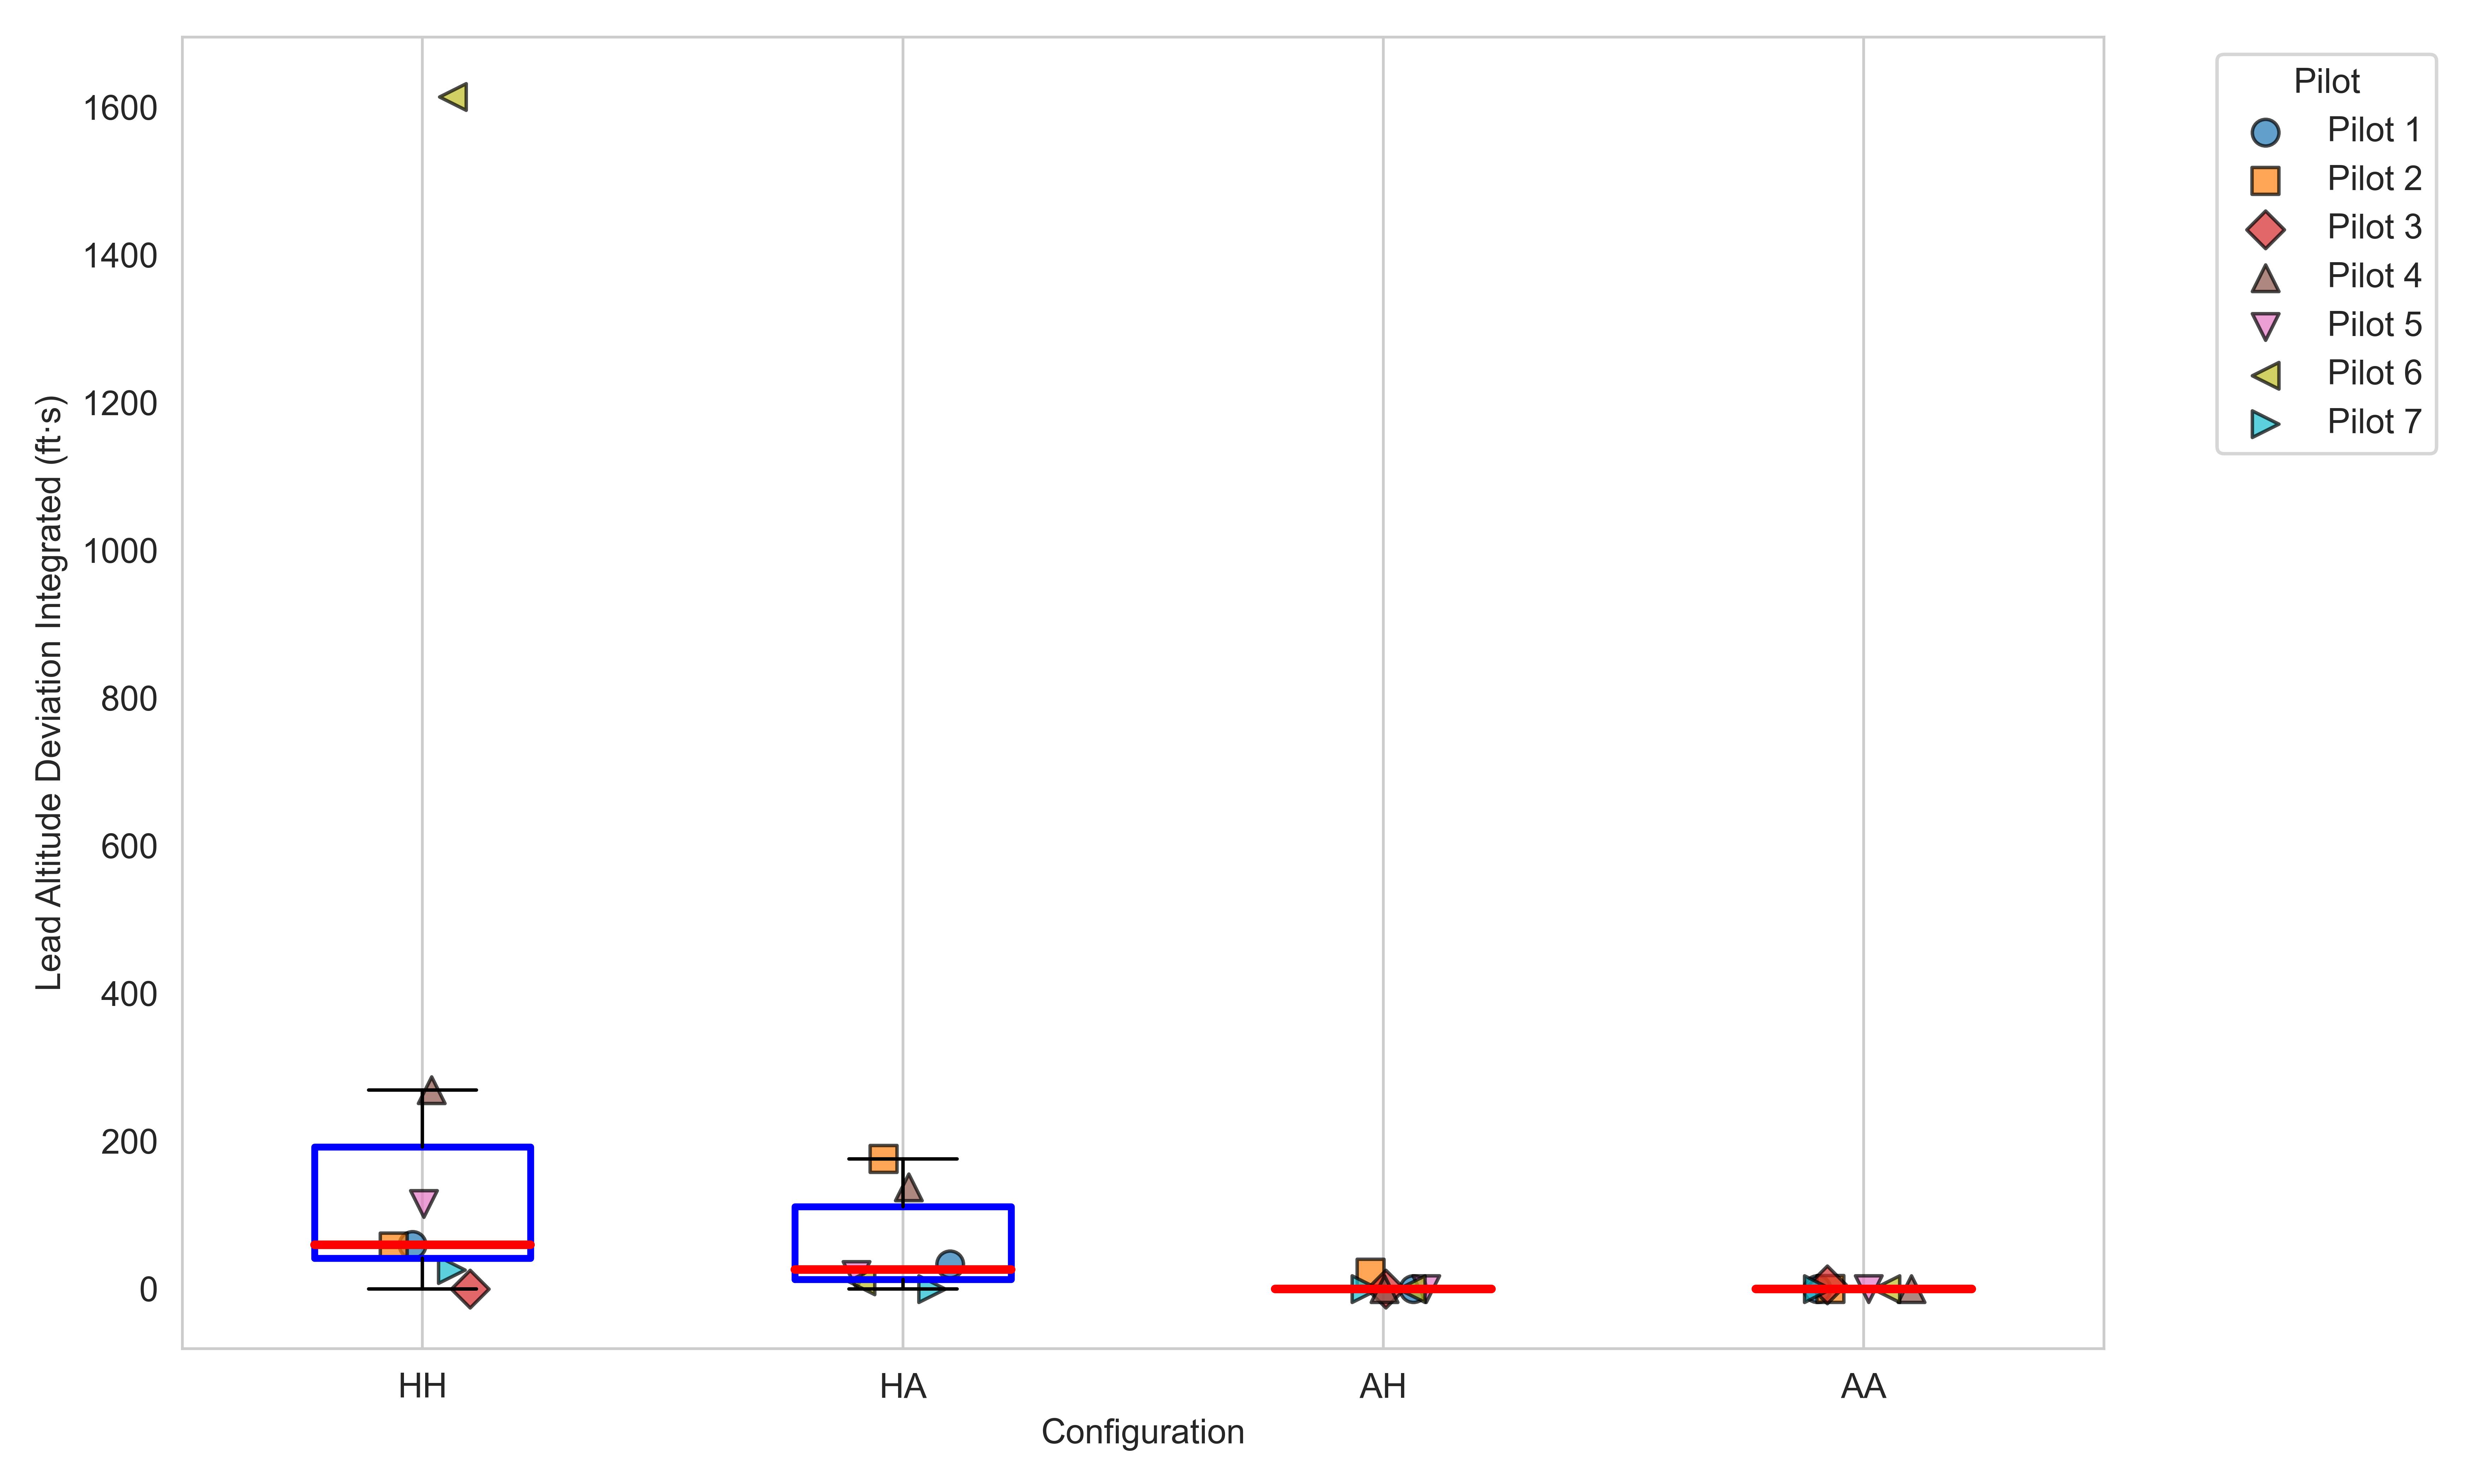 Lead Altitude Deviation Integrated (ft·s)
1600
1400
1200
1000
800
600
400
200
0
HH HA AH AA
Configuration
Pilot
Pilot 1
Pilot 2
Pilot 3
Pilot 4
Pilot 5
Pilot 6
Pilot 7